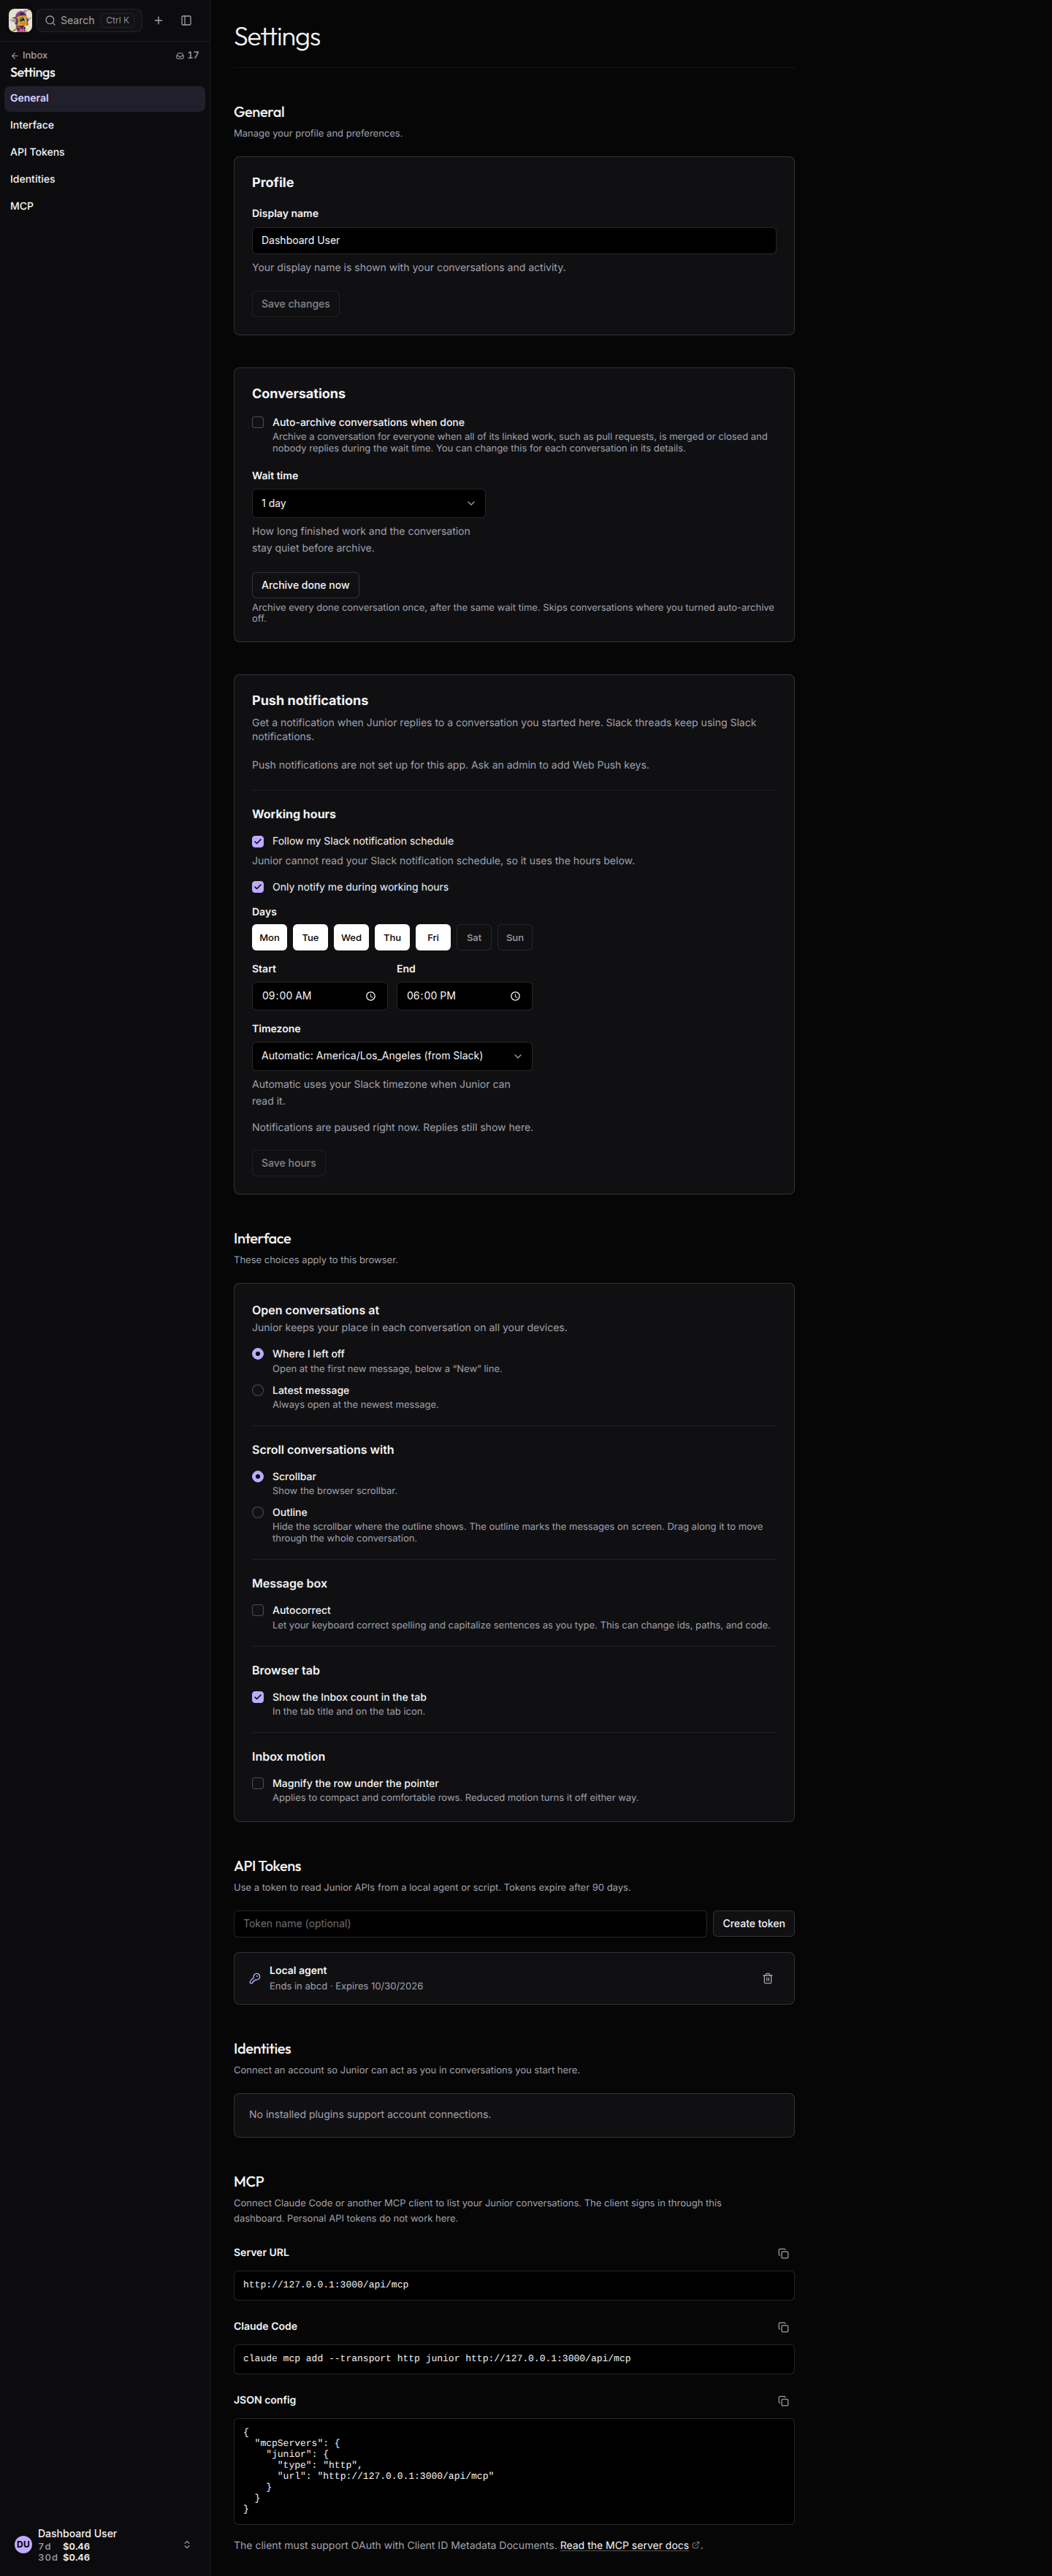 Search Ctrl K
Inbox 17
Settings
General
Interface
API Tokens
Identities
MCP
Settings
General
Manage your profile and preferences.
Profile
Display name
Dashboard User
Your display name is shown with your conversations and activity.
Save changes
Conversations
Auto-archive conversations when done
Archive a conversation for everyone when all of its linked work, such as pull requests, is merged or closed and
nobody replies during the wait time. You can change this for each conversation in its details.
Wait time
1 day
How long finished work and the conversation
stay quiet before archive.
Archive done now
Archive every done conversation once, after the same wait time. Skips conversations where you turned auto-archive
off.
Push notifications
Get a notification when Junior replies to a conversation you started here. Slack threads keep using Slack
notifications.
Push notifications are not set up for this app. Ask an admin to add Web Push keys.
Working hours
Follow my Slack notification schedule
Junior cannot read your Slack notification schedule, so it uses the hours below.
Only notify me during working hours
Days
Mon Tue Wed Thu Fri Sat Sun
Start End
09:00 AM 06:00 PM
Timezone
Automatic: America/Los_Angeles (from Slack)
Automatic uses your Slack timezone when Junior can
read it.
Notifications are paused right now. Replies still show here.
Save hours
Interface
These choices apply to this browser.
Open conversations at
Junior keeps your place in each conversation on all your devices.
Where I left off
Open at the first new message, below a “New” line.
Latest message
Always open at the newest message.
Scroll conversations with
Scrollbar
Show the browser scrollbar.
Outline
Hide the scrollbar where the outline shows. The outline marks the messages on screen. Drag along it to move
through the whole conversation.
Message box
Autocorrect
Let your keyboard correct spelling and capitalize sentences as you type. This can change ids, paths, and code.
Browser tab
Show the Inbox count in the tab
In the tab title and on the tab icon.
Inbox motion
Magnify the row under the pointer
Applies to compact and comfortable rows. Reduced motion turns it off either way.
API Tokens
Use a token to read Junior APIs from a local agent or script. Tokens expire after 90 days.
Token name (optional) Create token
Local agent
Ends in abcd · Expires 10/30/2026
Identities
Connect an account so Junior can act as you in conversations you start here.
No installed plugins support account connections.
MCP
Connect Claude Code or another MCP client to list your Junior conversations. The client signs in through this
dashboard. Personal API tokens do not work here.
Server URL
http://127.0.0.1:3000/api/mcp
Claude Code
claude mcp add --transport http junior http://127.0.0.1:3000/api/mcp
JSON config
{
  "mcpServers": {
    "junior": {
      "type": "http",
      "url": "http://127.0.0.1:3000/api/mcp"
    }
  }
}
The client must support OAuth with Client ID Metadata Documents. Read the MCP server docs.
DU Dashboard User
7d $0.46
30d $0.46